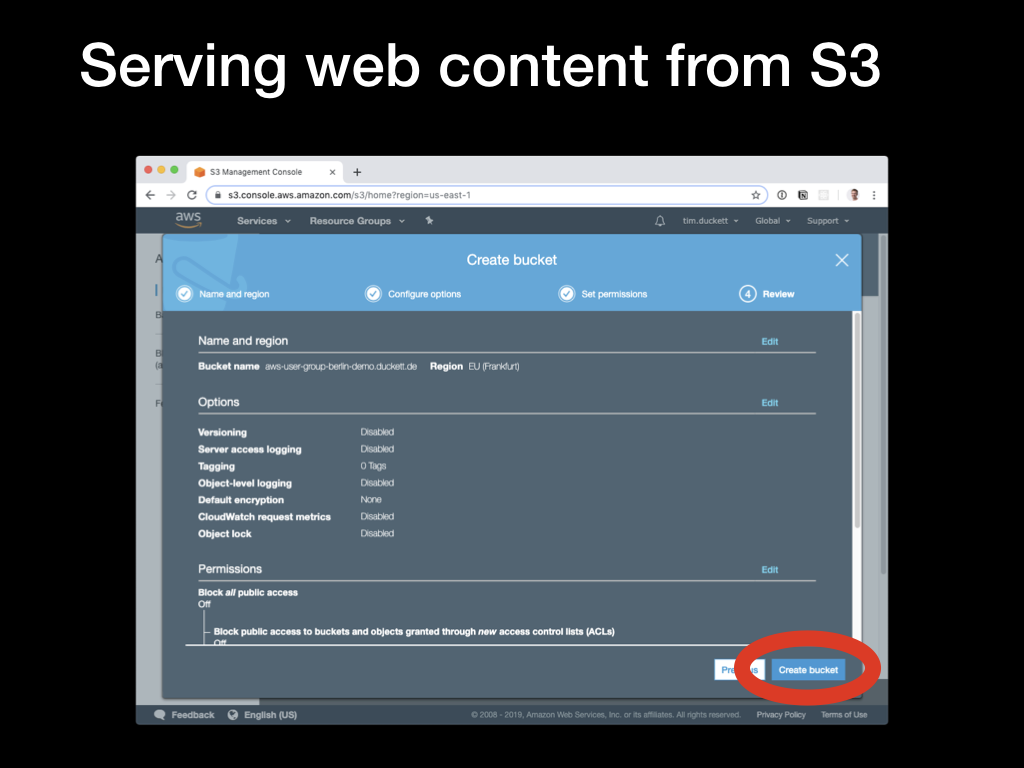 Serving web content from S3
S3 Management Console
s3.console.aws.amazon.com/s3/home?region=us-east-1
aws Services Resource Groups tim.duckett Global Support
Create bucket
Name and region Configure options Set permissions 4 Review
Name and region Edit
Bucket name aws-user-group-berlin-demo.duckett.de Region EU (Frankfurt)
Options Edit
Versioning Disabled
Server access logging Disabled
Tagging 0 Tags
Object-level logging Disabled
Default encryption None
CloudWatch request metrics Disabled
Object lock Disabled
Permissions Edit
Block all public access
Off
Block public access to buckets and objects granted through new access control lists (ACLs)
Off
Create bucket
Feedback English (US) © 2008 - 2019, Amazon Web Services, Inc. or its affiliates. All rights reserved. Privacy Policy Terms of Use